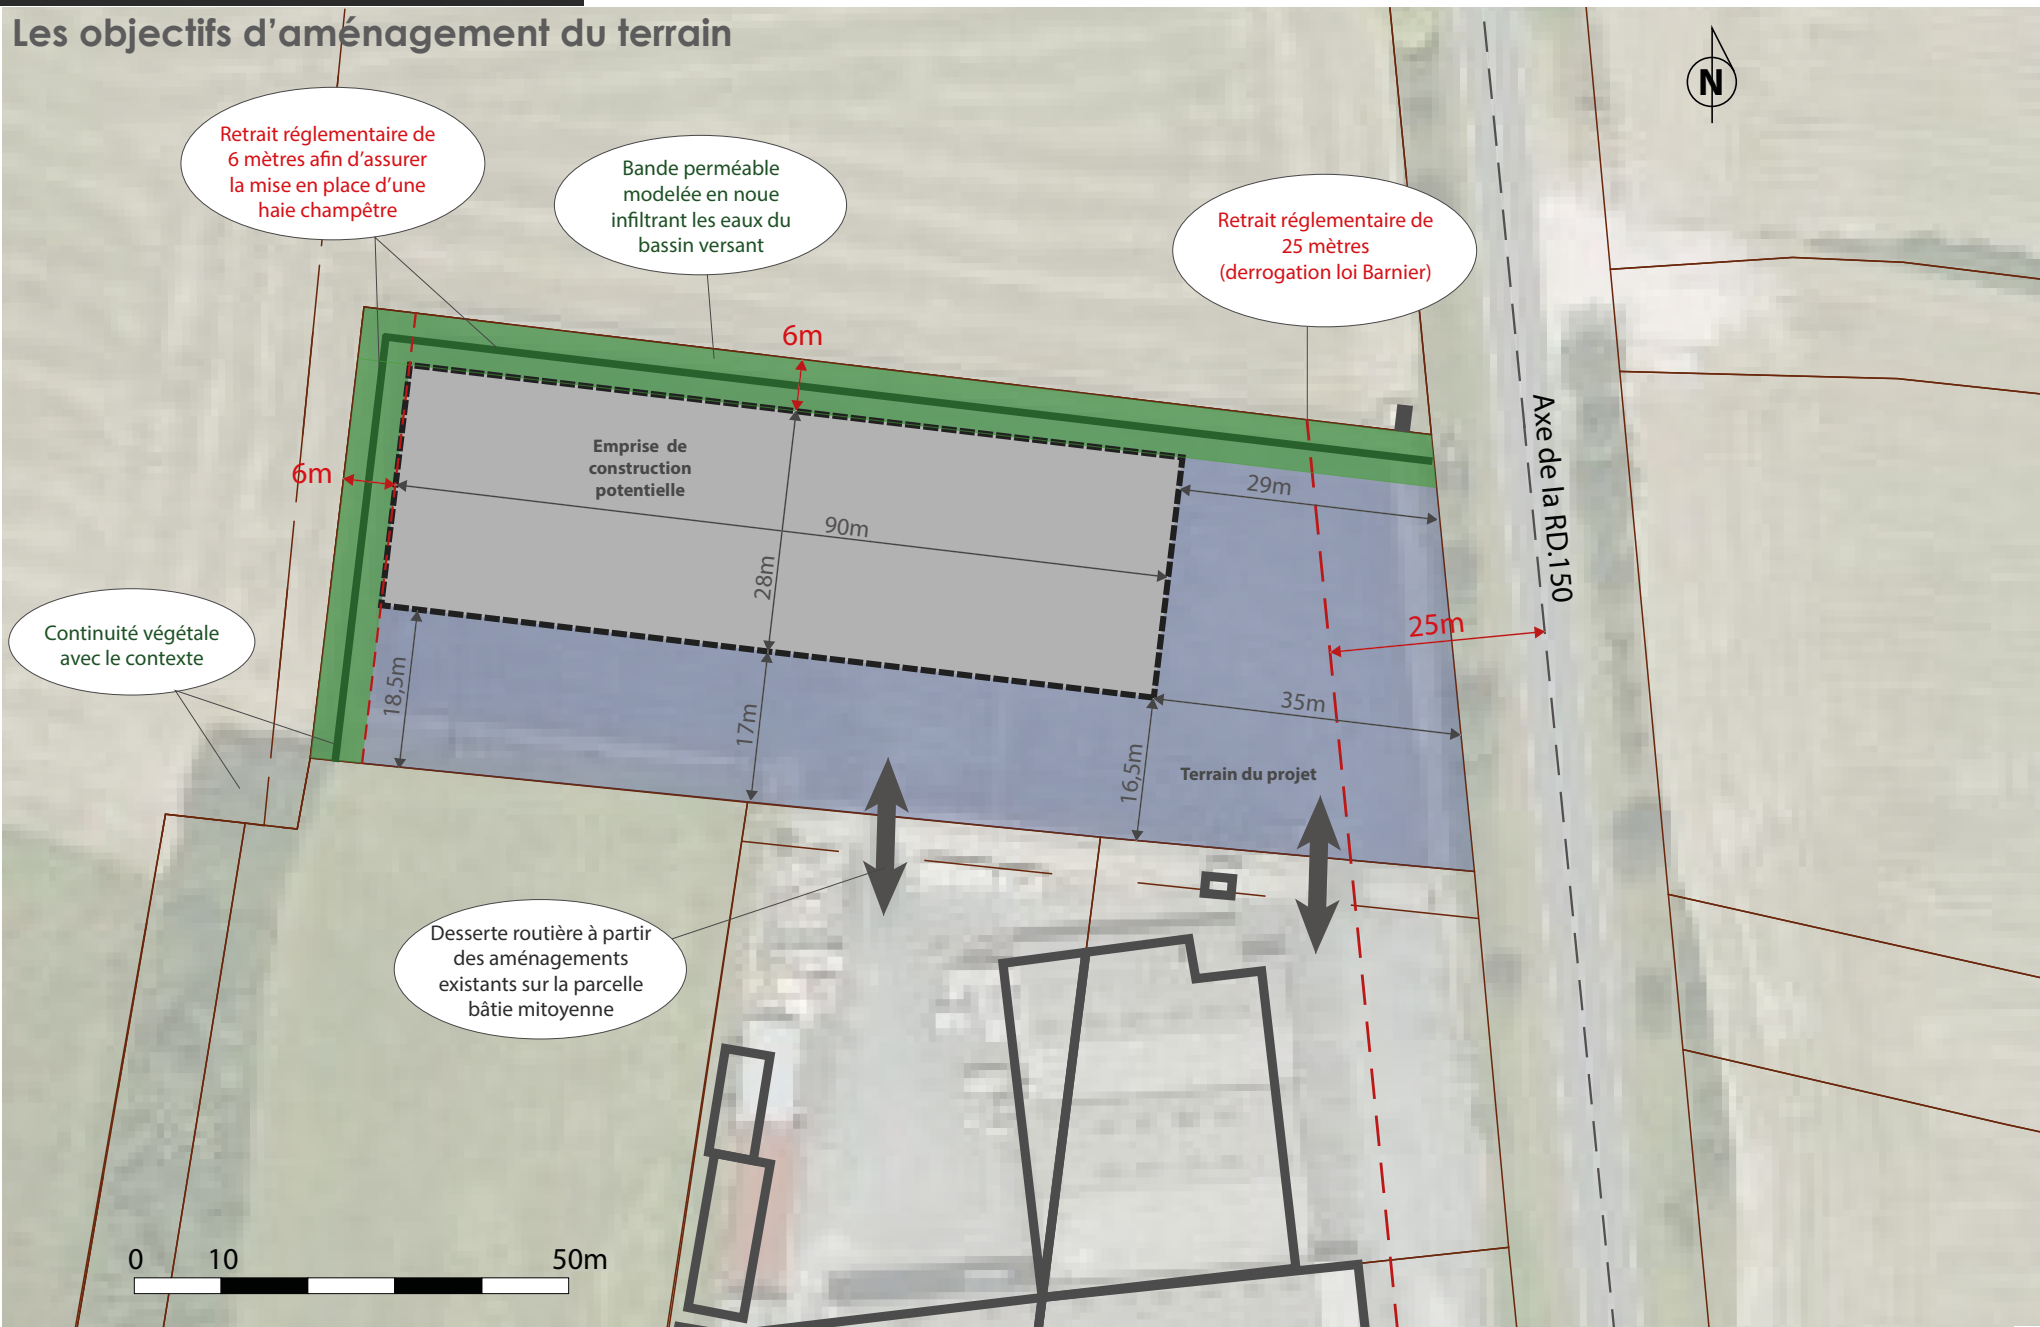 Les objectifs d’aménagement du terrain
N
Retrait réglementaire de
6 mètres afin d’assurer
la mise en place d’une
haie champêtre
Bande perméable
modelée en noue
infiltrant les eaux du
bassin versant
Retrait réglementaire de
25 mètres
(derrogation loi Barnier)
6m
6m
Emprise de
construction
potentielle
90m
28m
29m
Axe de la RD.150
25m
Continuité végétale
avec le contexte
18,5m
17m
16,5m
35m
Terrain du projet
Desserte routière à partir
des aménagements
existants sur la parcelle
bâtie mitoyenne
0 10 50m